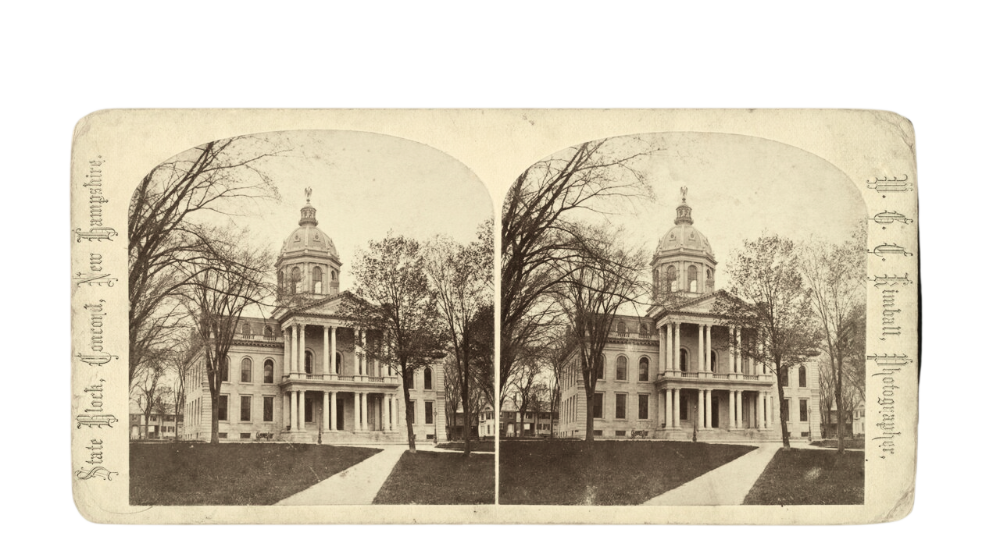 State Block, Concord, New Hampshire.
W. G. C. Kimball, Photographer,